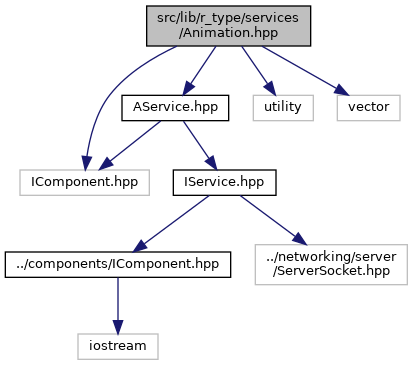 src/lib/r_type/services
/Animation.hpp
AService.hpp
utility
vector
IComponent.hpp
IService.hpp
../components/IComponent.hpp
../networking/server
/ServerSocket.hpp
iostream